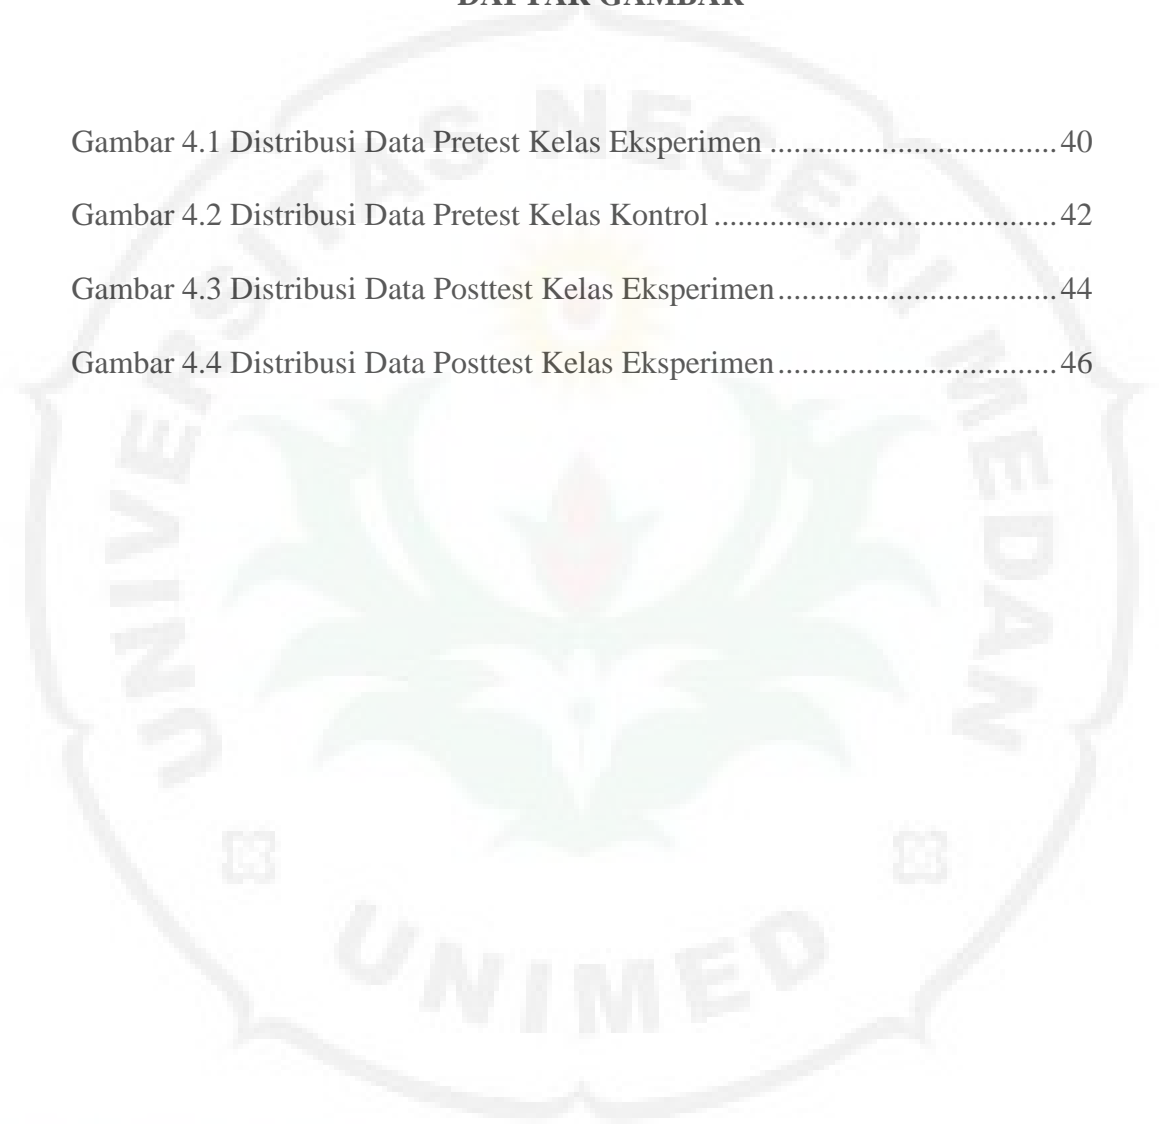 DAFTAR GAMBAR
Gambar 4.1 Distribusi Data Pretest Kelas Eksperimen ....................................40
Gambar 4.2 Distribusi Data Pretest Kelas Kontrol ...........................................42
Gambar 4.3 Distribusi Data Posttest Kelas Eksperimen...................................44
Gambar 4.4 Distribusi Data Posttest Kelas Eksperimen...................................46
UNIVERSITAS NEGERI MEDAN
UNIMED